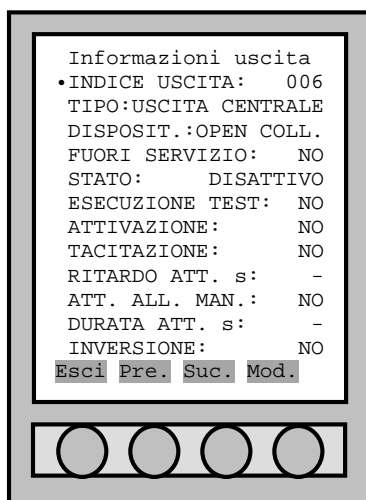 Informazioni uscita
•INDICE USCITA: 006
TIPO:USCITA CENTRALE
DISPOSIT.:OPEN COLL.
FUORI SERVIZIO: NO
STATO: DISATTIVO
ESECUZIONE TEST: NO
ATTIVAZIONE: NO
TACITAZIONE: NO
RITARDO ATT. s: -
ATT. ALL. MAN.: NO
DURATA ATT. s: -
INVERSIONE: NO
Esci Pre. Suc. Mod.